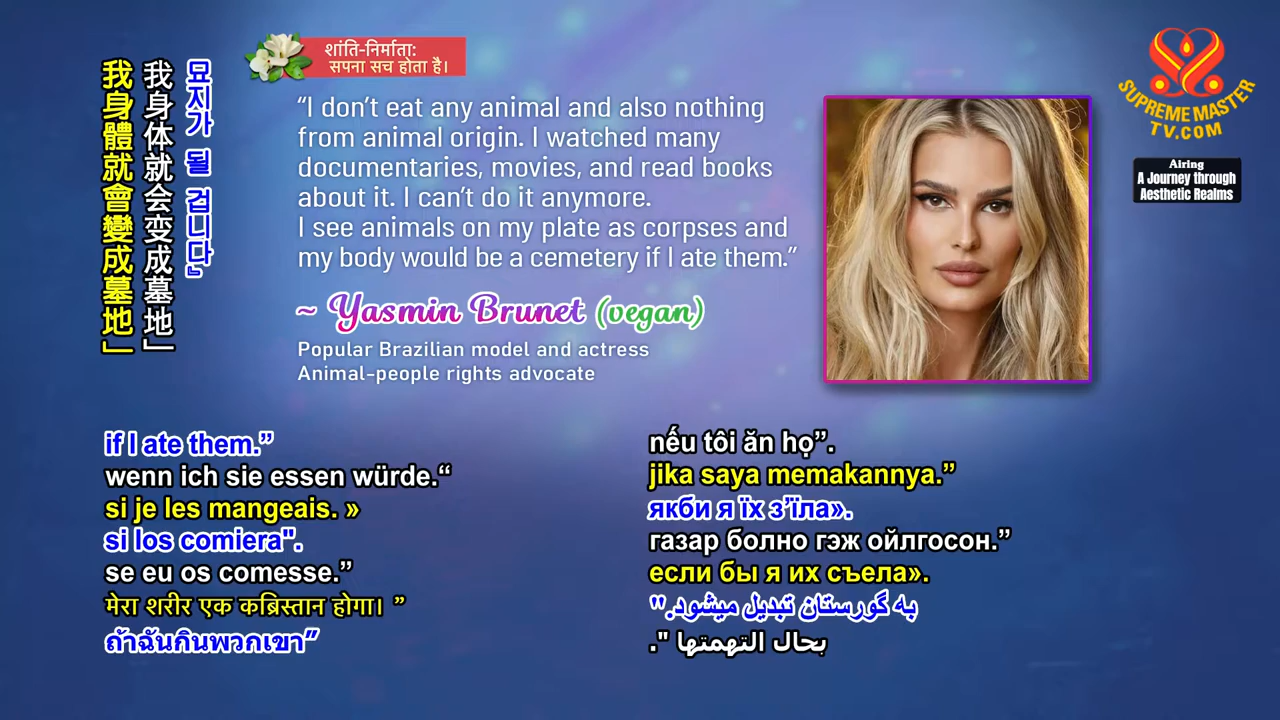 शांति-निर्माता:
सपना सच होता है।
“I don’t eat any animal and also nothing
from animal origin. I watched many
documentaries, movies, and read books
about it. I can’t do it anymore.
I see animals on my plate as corpses and
my body would be a cemetery if I ate them.”
~ Yasmin Brunet (vegan)
Popular Brazilian model and actress
Animal-people rights advocate
SUPREME MASTER
TV.COM
Airing
A Journey through
Aesthetic Realms
묘지가 될 겁니다』
我身体就会变成墓地」
我身體就會變成墓地」
if I ate them.”
wenn ich sie essen würde.“
si je les mangeais. »
si los comiera".
se eu os comesse.”
मेरा शरीर एक कब्रिस्तान होगा। ”
ถ้าฉันกินพวกเขา”
nếu tôi ăn họ”.
jika saya memakannya.”
якби я їх з’їла».
газар болно гэж ойлгосон.”
если бы я их съела».
به گورستان تبدیل میشود."
بحال التهمتها ".